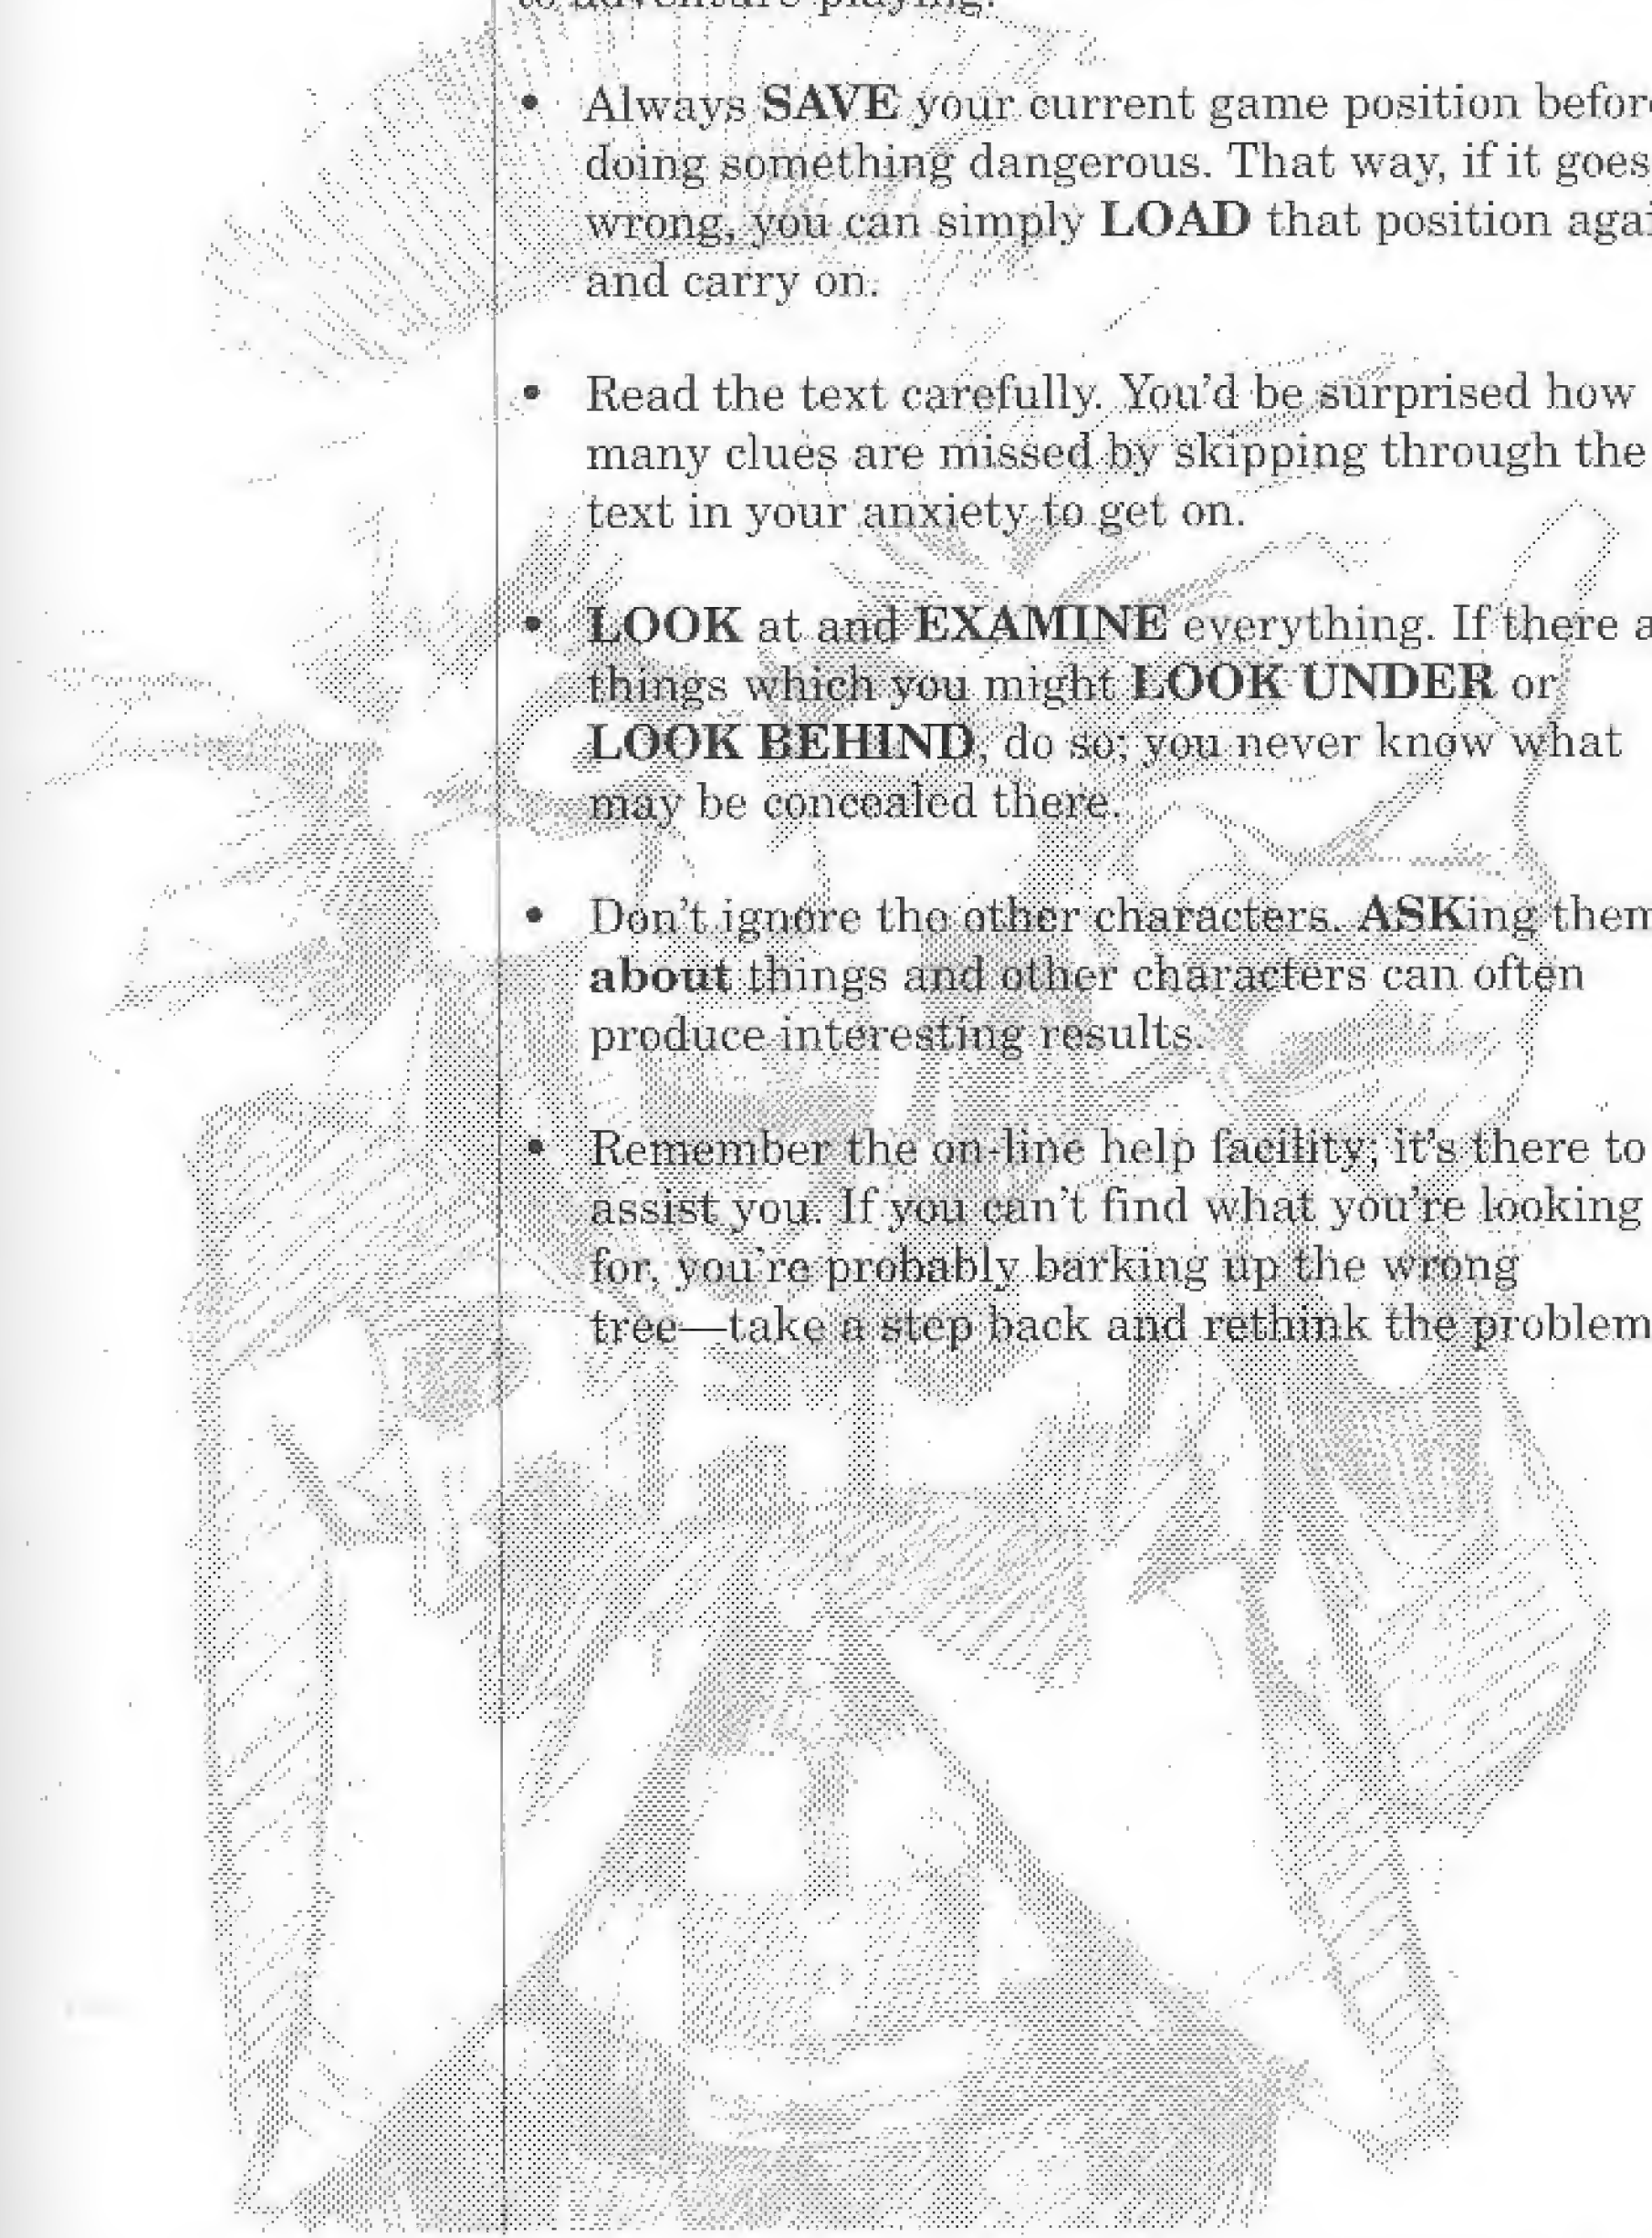 to adventure playing.
• Always SAVE your current game position befor
doing something dangerous. That way, if it goes
wrong, you can simply LOAD that position agai
and carry on.
• Read the text carefully. You'd be surprised how
many clues are missed by skipping through the
text in your anxiety to get on.
• LOOK at and EXAMINE everything. If there a
things which you might LOOK UNDER or
LOOK BEHIND, do so; you never know what
may be concealed there.
• Don't ignore the other characters. ASKing them
about things and other characters can often
produce interesting results.
• Remember the on-line help facility; it's there to
assist you. If you can't find what you're looking
for, you're probably barking up the wrong
tree—take a step back and rethink the problem